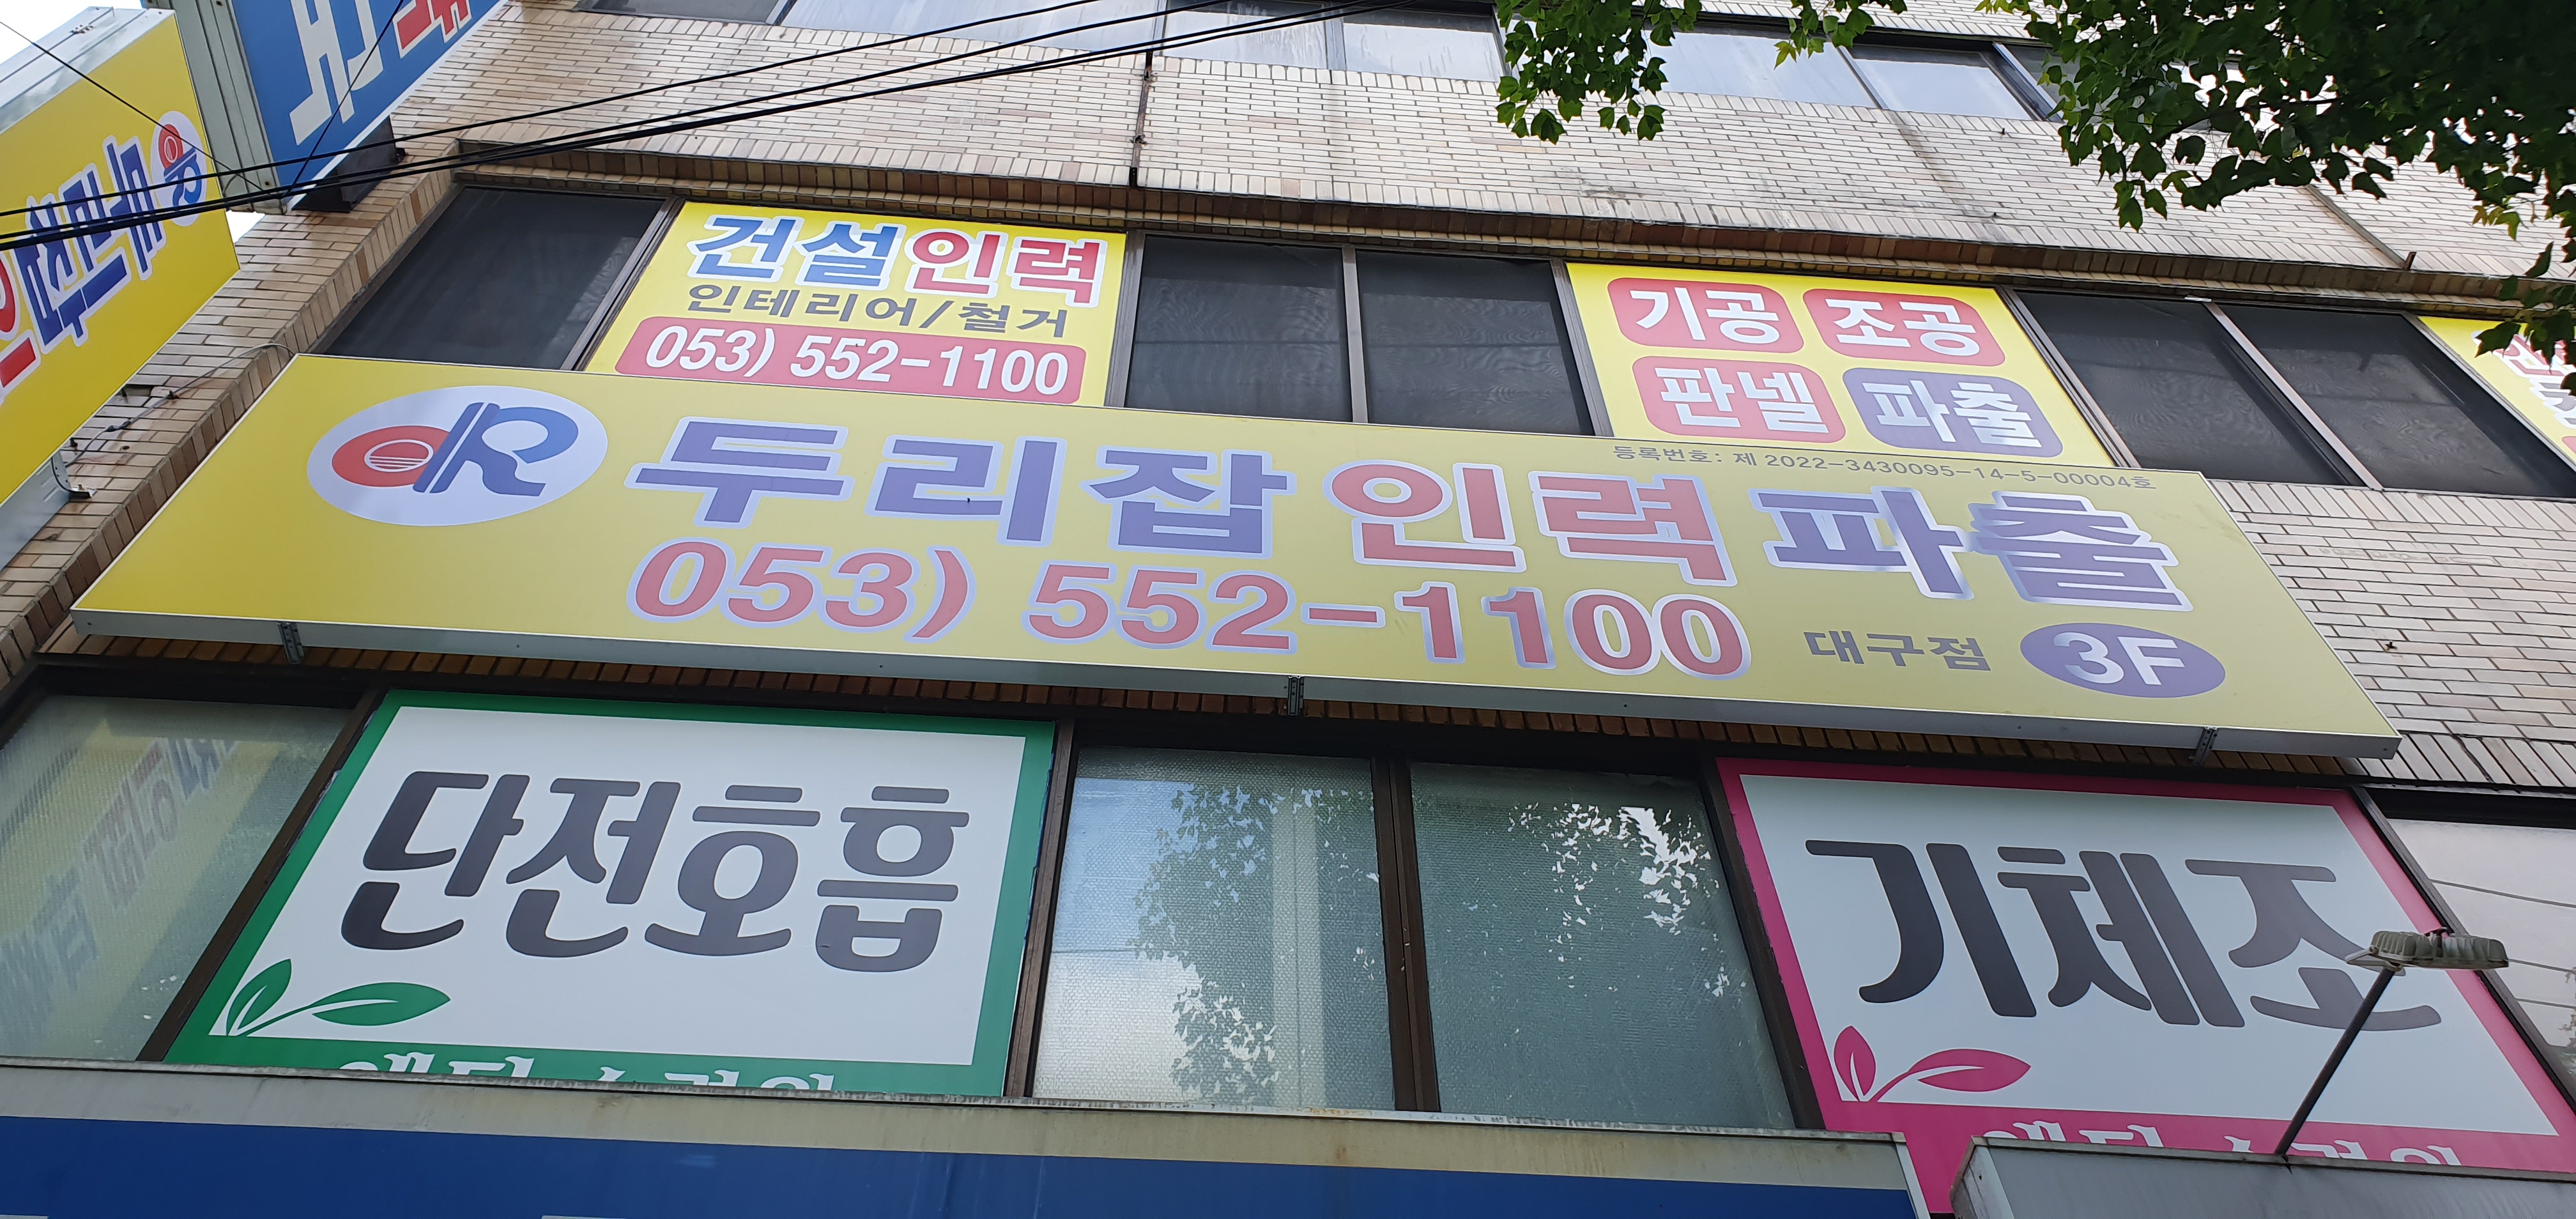 건설인력
인테리어/철거
053) 552-1100
기공 조공
판넬 파출
등록번호: 제 2022-3430095-14-5-00004호
두리잡 인력 파출
053) 552-1100 대구점 3F
단전호흡
기체조
두리잡